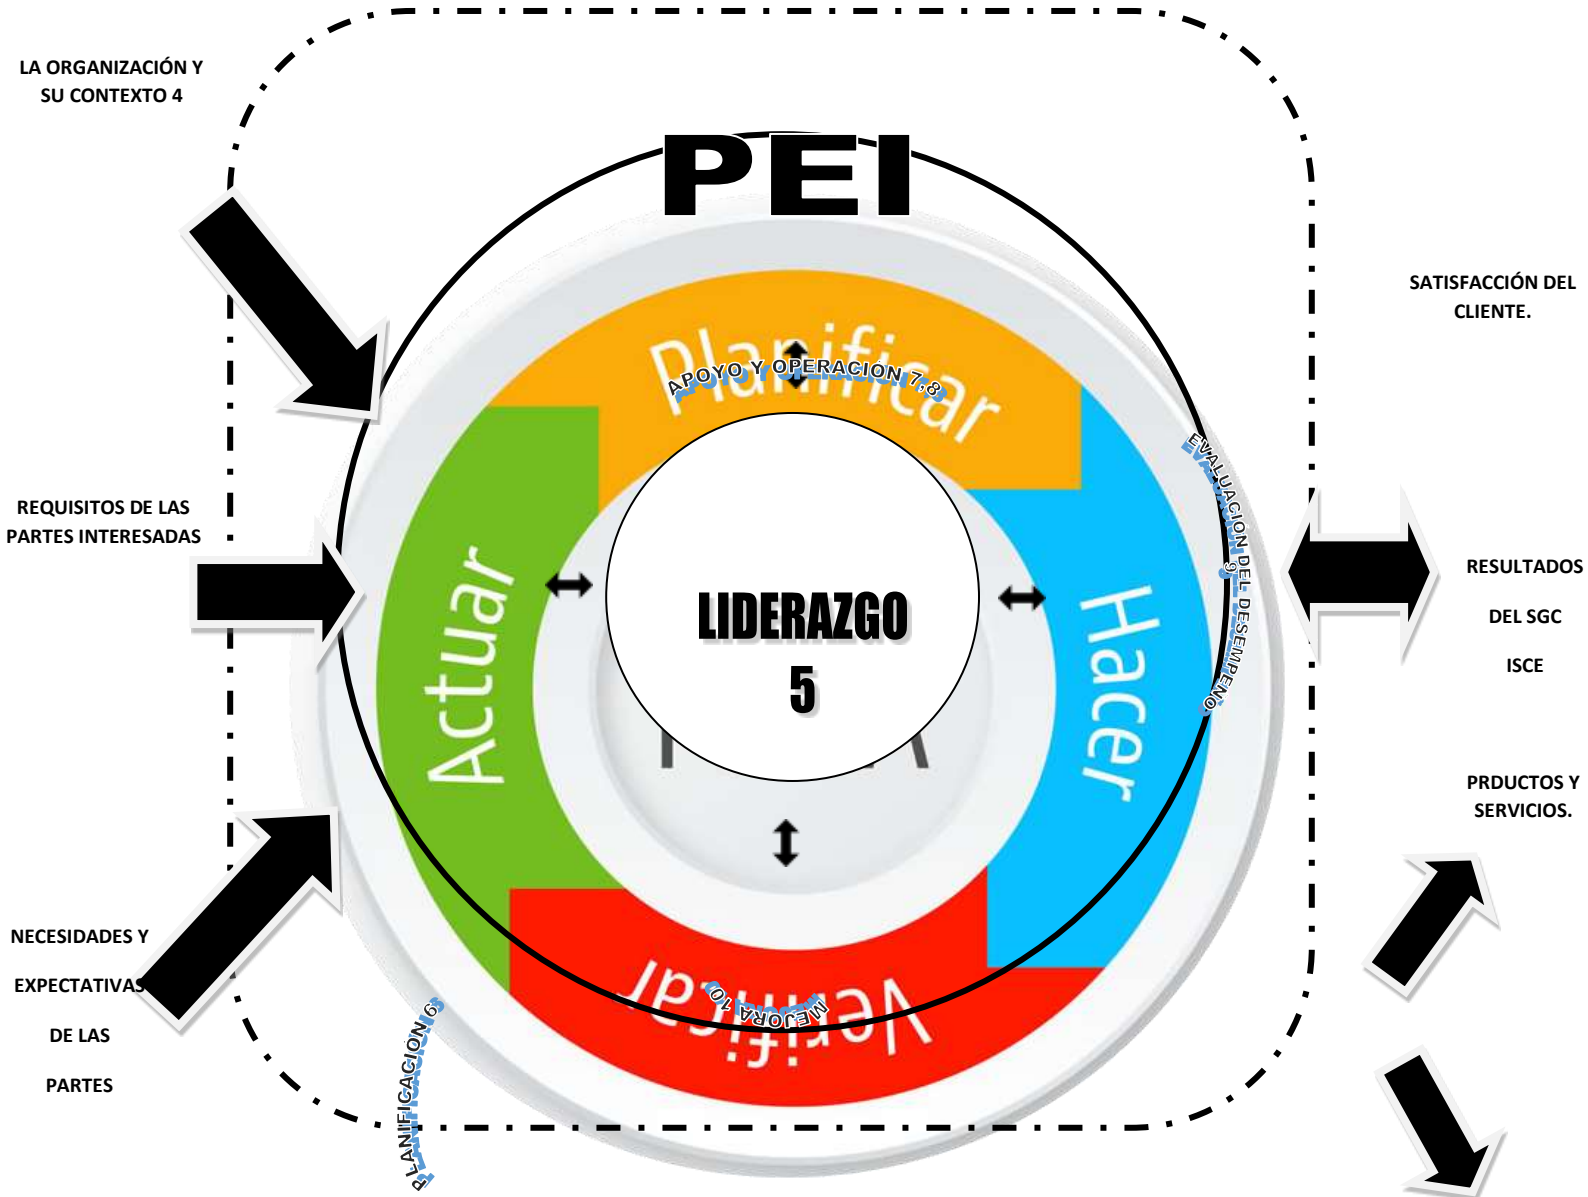 LA ORGANIZACIÓN Y
SU CONTEXTO 4
PEI
SATISFACCIÓN DEL
CLIENTE.
Planificar
APOYO Y OPERACIÓN 7,8
EVALUACIÓN DEL DESEMPEÑO
9
REQUISITOS DE LAS
PARTES INTERESADAS
Actuar
LIDERAZGO
5
Hacer
RESULTADOS
DEL SGC
ISCE
PRDUCTOS Y
SERVICIOS.
NECESIDADES Y
EXPECTATIVAS
DE LAS
PARTES
Verificar
MEJORA 10
PLANIFICACION 6